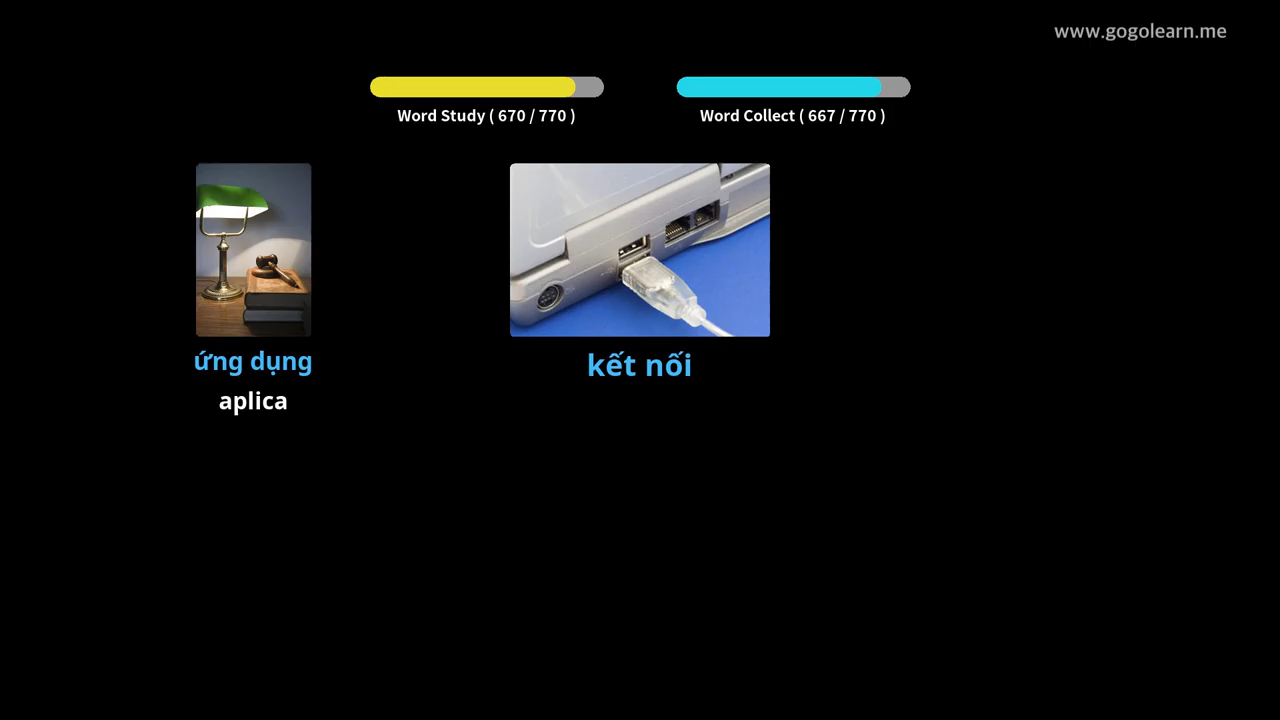 www.gogolearn.me
Word Study ( 670 / 770 )
Word Collect ( 667 / 770 )
ứng dụng
aplica
kết nối